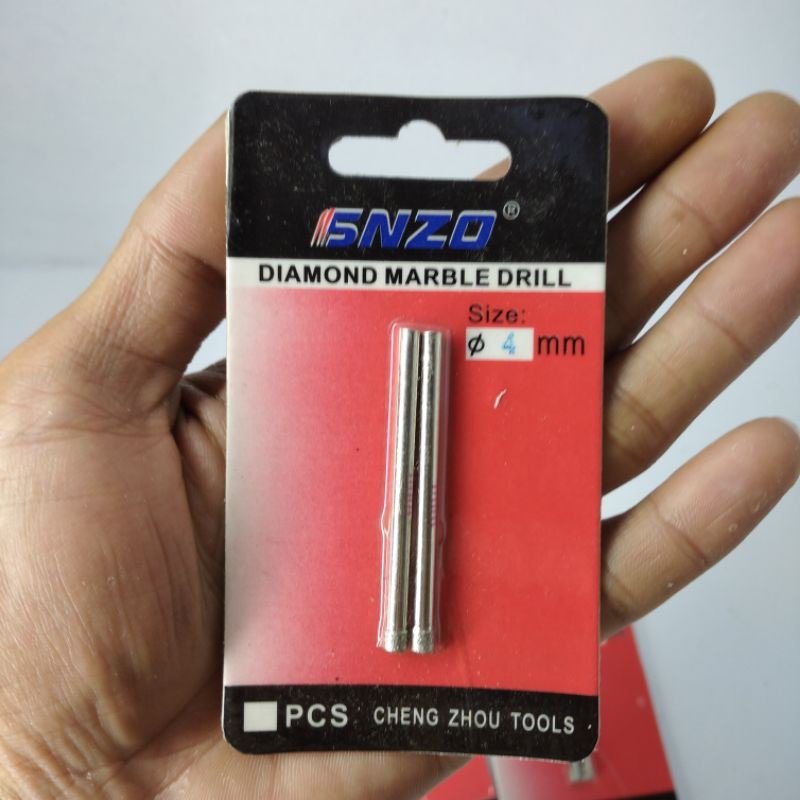 SNZO®
DIAMOND MARBLE DRILL
Size:
ø 4 mm
PCS CHENG ZHOU TOOLS